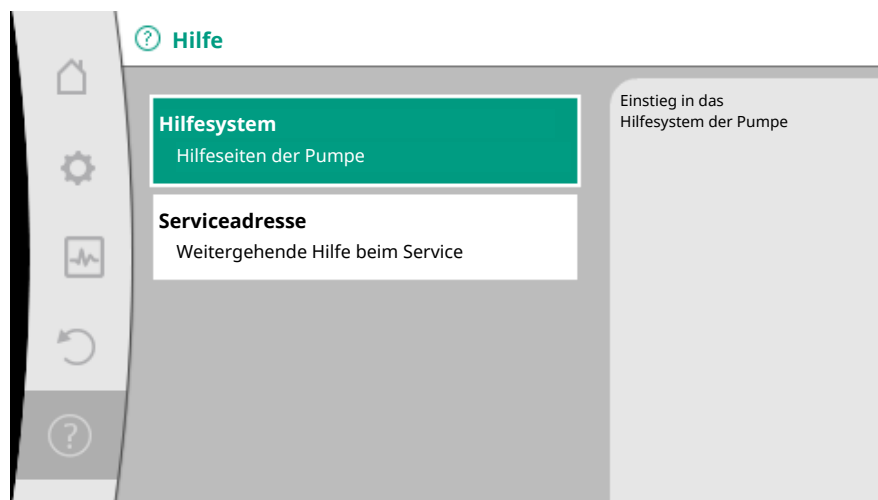 Hilfe
Hilfesystem
Hilfeseiten der Pumpe
Serviceadresse
Weitergehende Hilfe beim Service
Einstieg in das
Hilfesystem der Pumpe